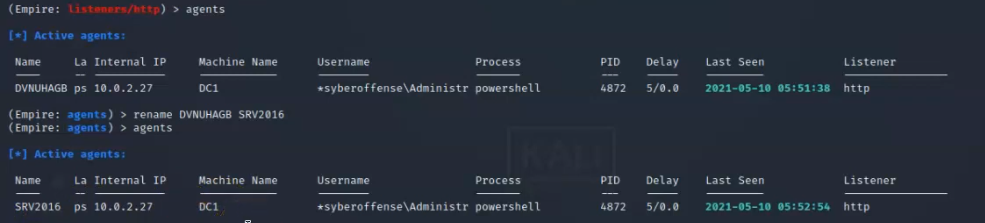 (Empire: listeners/http) > agents
[*] Active agents:
Name La Internal IP Machine Name Username Process PID Delay Last Seen Listener
DVNUHAGB ps 10.0.2.27 DC1 *syberoffense\Administr powershell 4872 5/0.0 2021-05-10 05:51:38 http
(Empire: agents) > rename DVNUHAGB SRV2016
(Empire: agents) > agents
[*] Active agents:
Name La Internal IP Machine Name Username Process PID Delay Last Seen Listener
SRV2016 ps 10.0.2.27 DC1 *syberoffense\Administr powershell 4872 5/0.0 2021-05-10 05:52:54 http
KALI